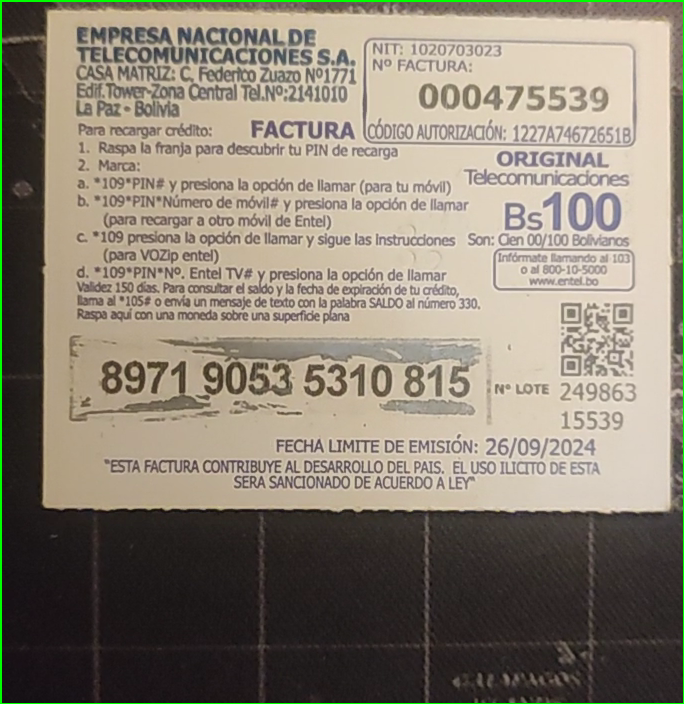 EMPRESA NACIONAL DE
TELECOMUNICACIONES S.A.
CASA MATRIZ: C. Federico Zuazo Nº1771
Edif.Tower-Zona Central Tel.Nº:2141010
La Paz - Bolivia
NIT: 1020703023
Nº FACTURA:
000475539
CÓDIGO AUTORIZACIÓN: 1227A74672651B
Para recargar crédito:
FACTURA
1. Raspa la franja para descubrir tu PIN de recarga
2. Marca:
a. *109*PIN# y presiona la opción de llamar (para tu móvil)
b. *109*PIN*Número de móvil# y presiona la opción de llamar
(para recargar a otro móvil de Entel)
c. *109 presiona la opción de llamar y sigue las instrucciones
(para VOZip entel)
d. *109*PIN*Nº. Entel TV# y presiona la opción de llamar
Validez 150 días. Para consultar el saldo y la fecha de expiración de tu crédito,
llama al *105# o envía un mensaje de texto con la palabra SALDO al número 330.
Raspa aquí con una moneda sobre una superficie plana
ORIGINAL
Telecomunicaciones
Bs100
Son: Cien 00/100 Bolivianos
Infórmate llamando al 103
o al 800-10-5000
www.entel.bo
8971 9053 5310 815
Nº LOTE 249863
15539
FECHA LIMITE DE EMISIÓN: 26/09/2024
"ESTA FACTURA CONTRIBUYE AL DESARROLLO DEL PAIS. EL USO ILICITO DE ESTA
SERA SANCIONADO DE ACUERDO A LEY"